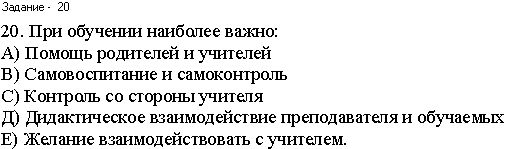 Задание - 20
20. При обучении наиболее важно:
А) Помощь родителей и учителей
В) Самовоспитание и самоконтроль
С) Контроль со стороны учителя
Д) Дидактическое взаимодействие преподавателя и обучаемых
Е) Желание взаимодействовать с учителем.